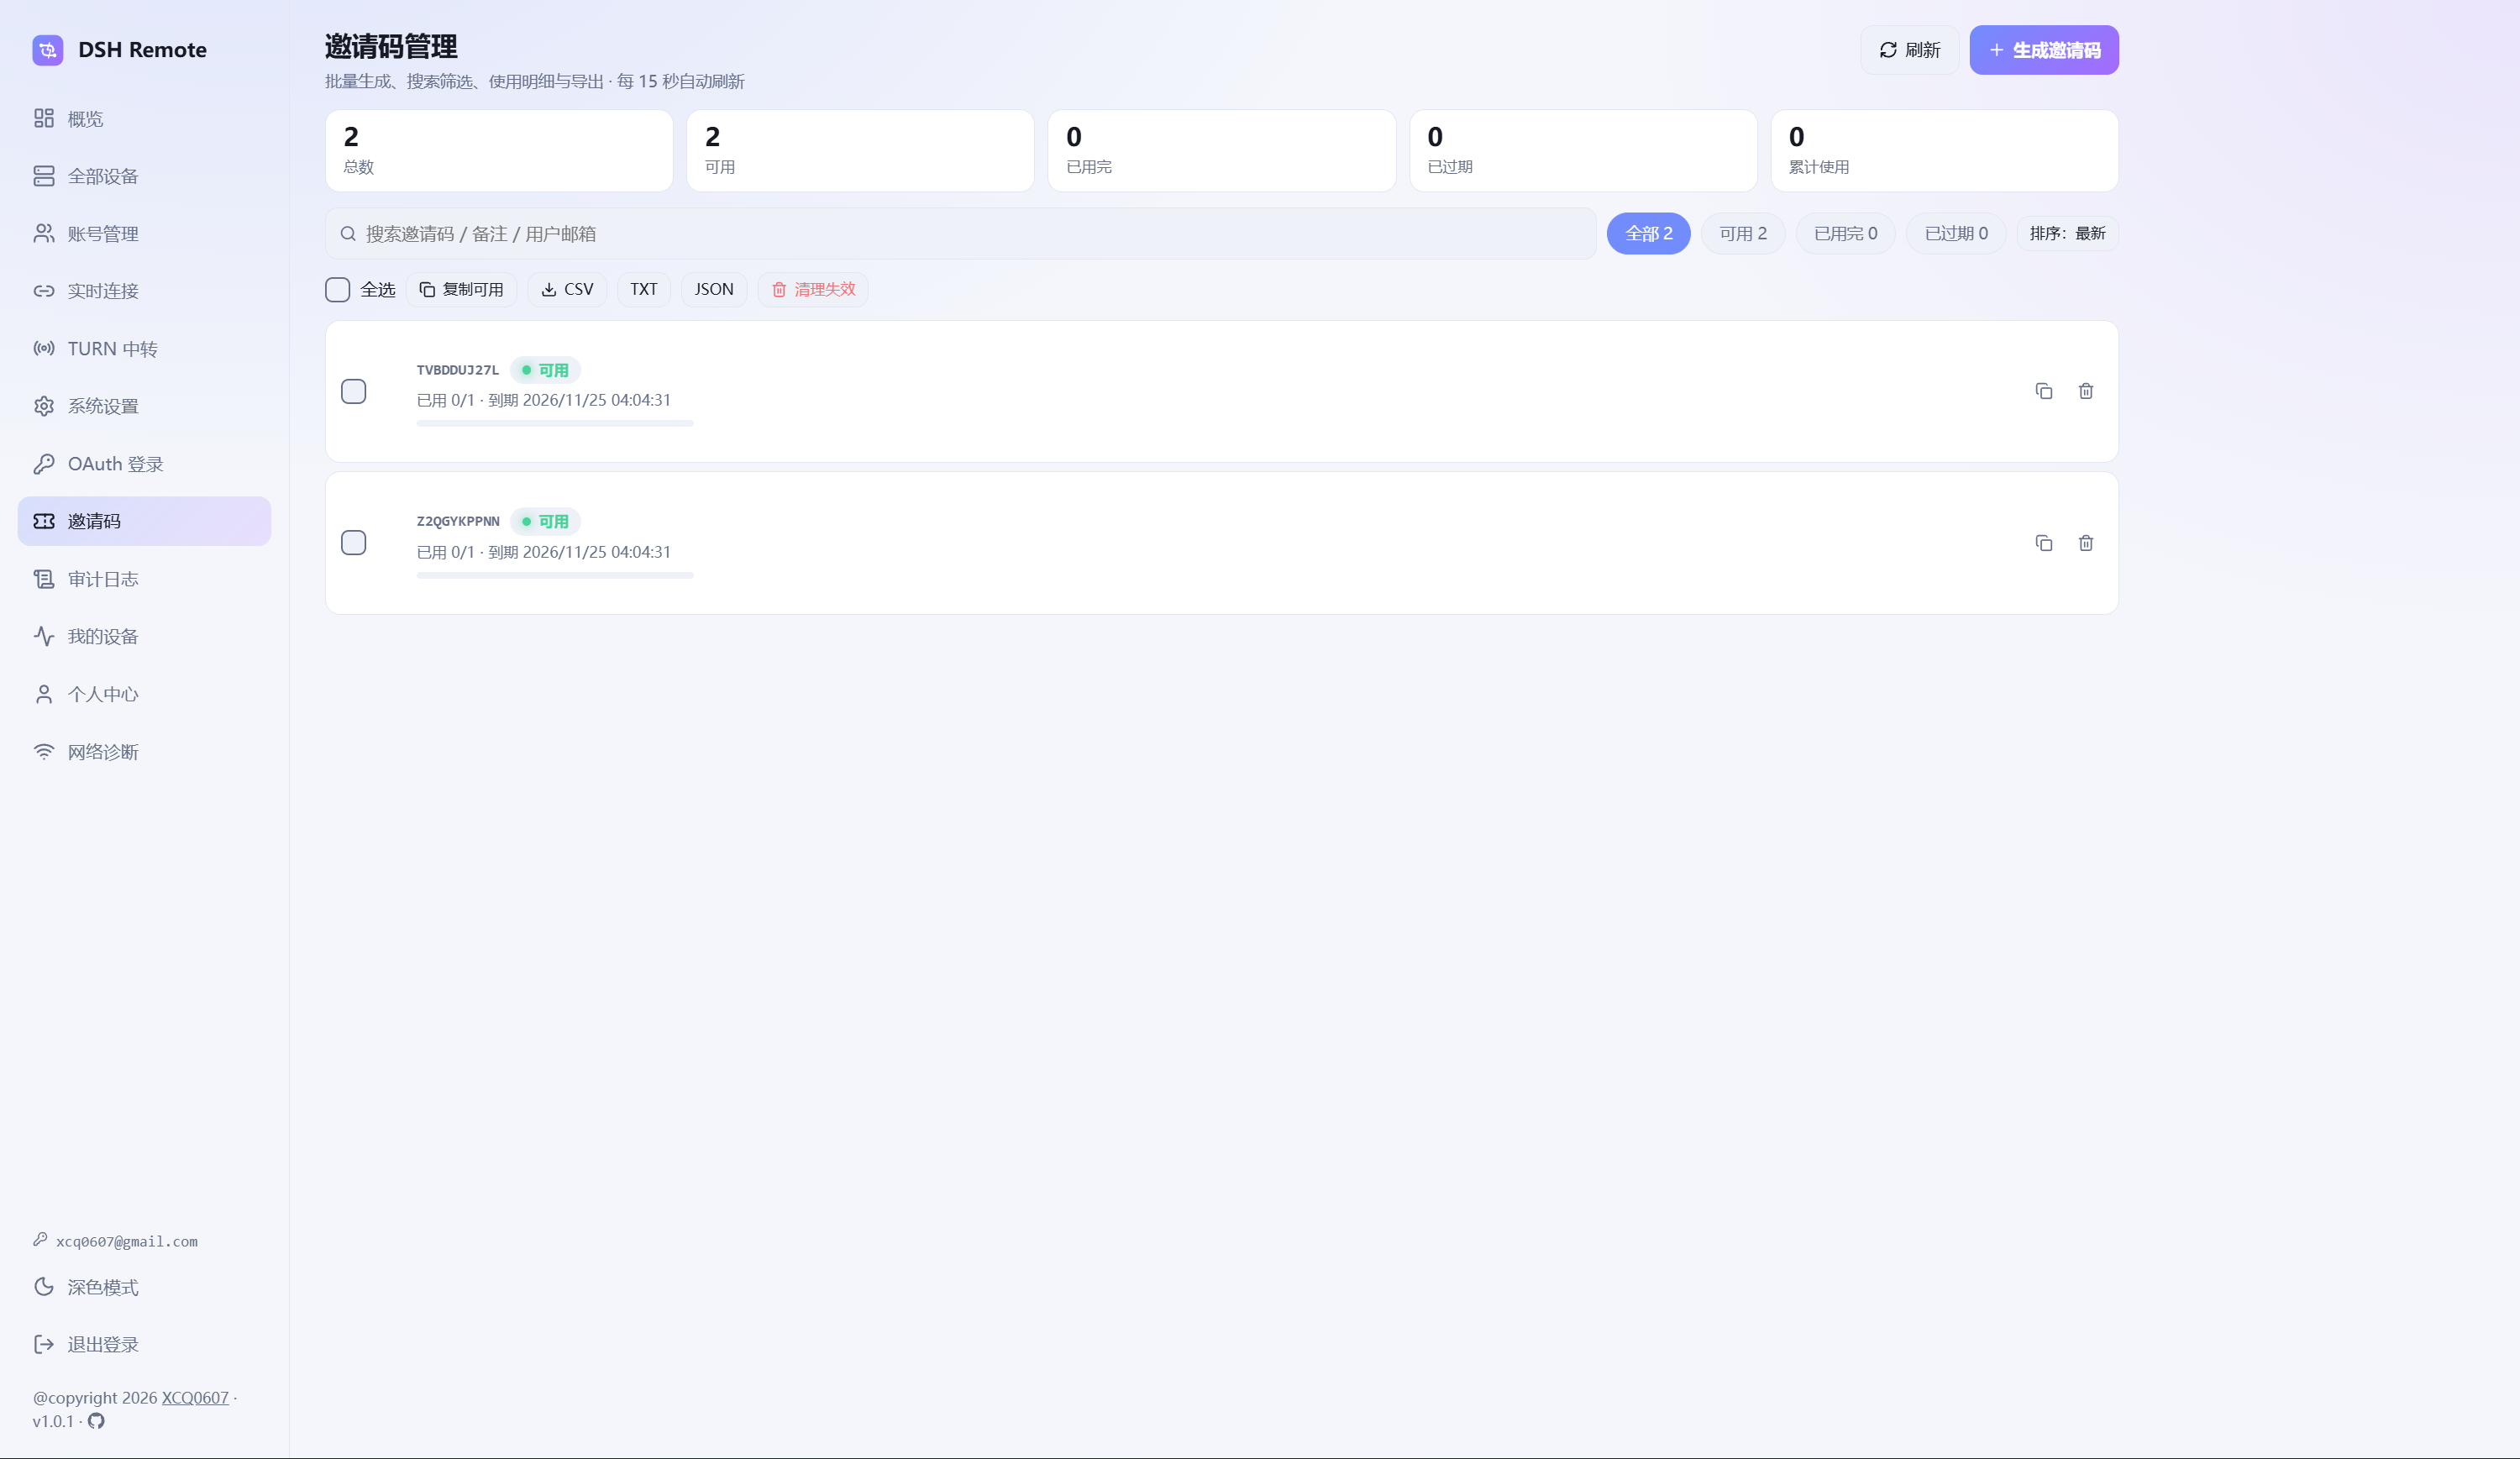 DSH Remote
概览
全部设备
账号管理
实时连接
TURN 中转
系统设置
OAuth 登录
邀请码
审计日志
我的设备
个人中心
网络诊断
xcq0607@gmail.com
深色模式
退出登录
@copyright 2026 XCQ0607 ·
v1.0.1 ·
邀请码管理
批量生成、搜索筛选、使用明细与导出 · 每 15 秒自动刷新
刷新
生成邀请码
2
总数
2
可用
0
已用完
0
已过期
0
累计使用
搜索邀请码 / 备注 / 用户邮箱
全部 2
可用 2
已用完 0
已过期 0
排序：最新
全选
复制可用
CSV
TXT
JSON
清理失效
TVBDDUJ27L 可用
已用 0/1 · 到期 2026/11/25 04:04:31
Z2QGYKPPNN 可用
已用 0/1 · 到期 2026/11/25 04:04:31